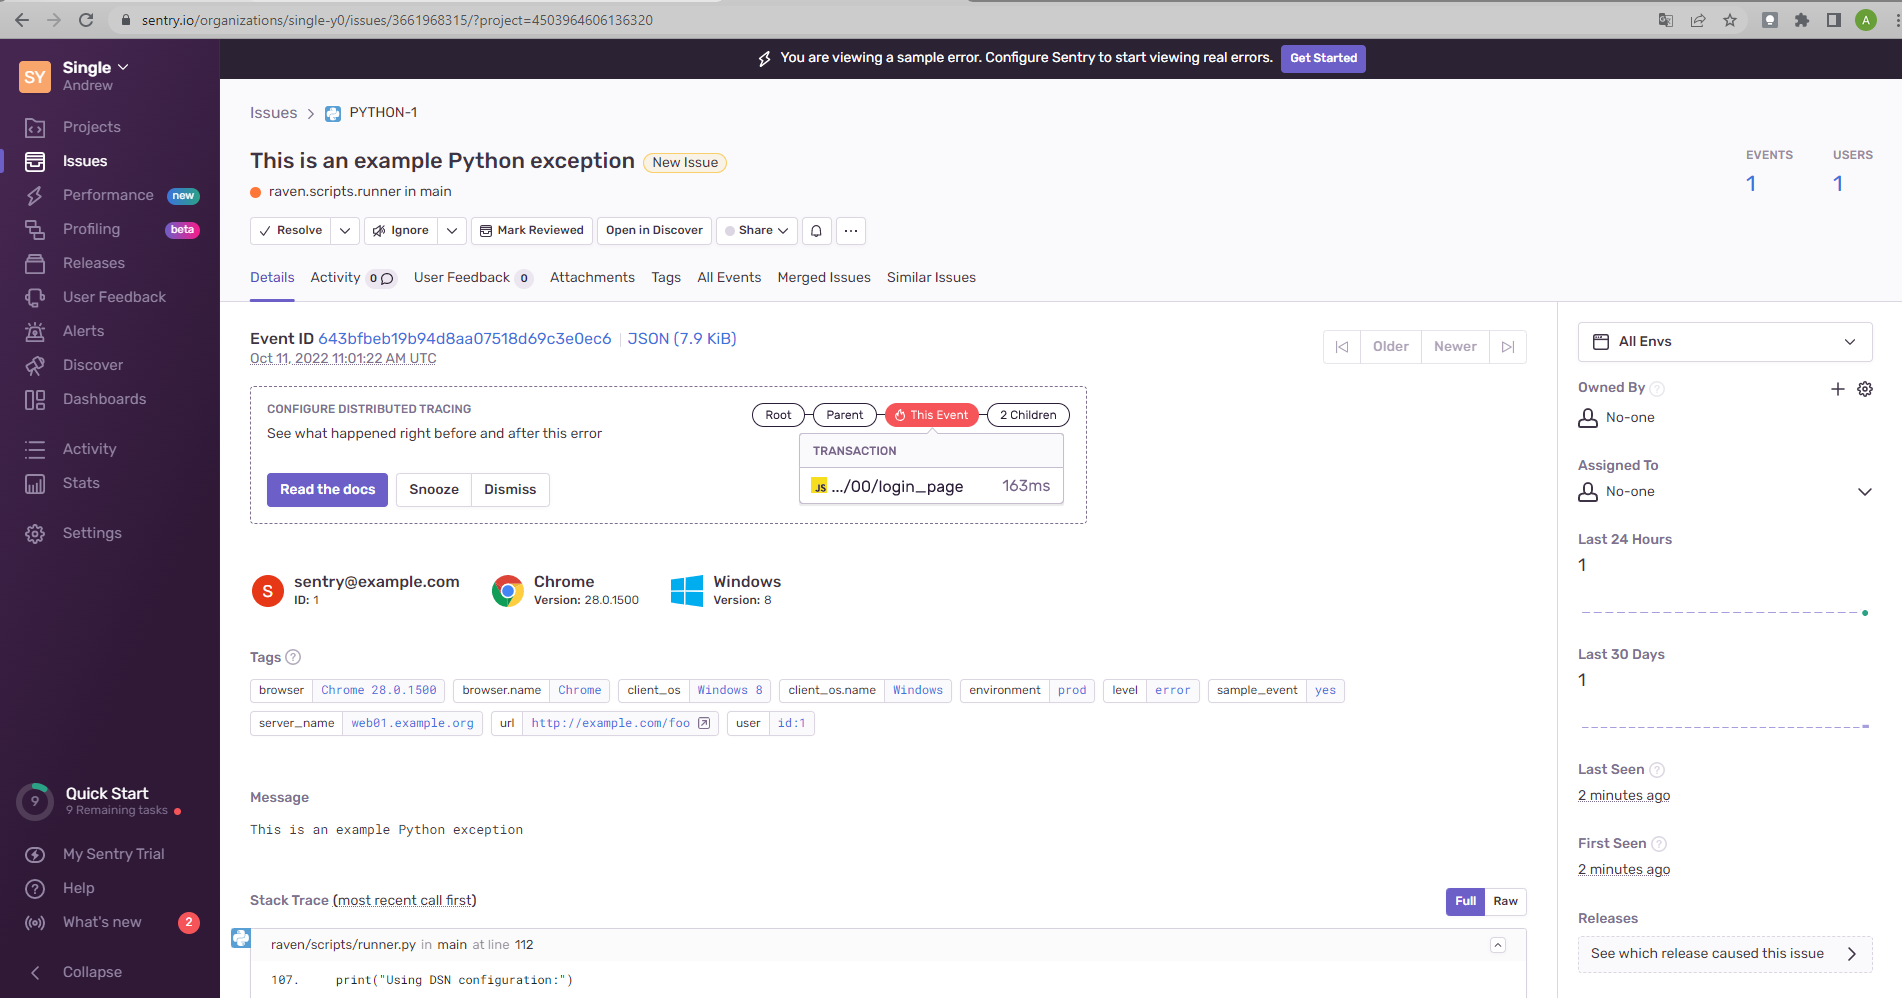 sentry.io/organizations/single-y0/issues/3661968315/?project=4503964606136320
A
SY
Single
Andrew
Projects
Issues
Performance new
Profiling beta
Releases
User Feedback
Alerts
Discover
Dashboards
Activity
Stats
Settings
9
Quick Start
9 Remaining tasks
My Sentry Trial
Help
What's new 2
Collapse
You are viewing a sample error. Configure Sentry to start viewing real errors. Get Started
Issues > PYTHON-1
This is an example Python exception New Issue
raven.scripts.runner in main
EVENTS USERS
1 1
Resolve Ignore Mark Reviewed Open in Discover Share ...
Details Activity 0 User Feedback 0 Attachments Tags All Events Merged Issues Similar Issues
Event ID 643bfbeb19b94d8aa07518d69c3e0ec6 | JSON (7.9 KiB)
Oct 11, 2022 11:01:22 AM UTC
Older Newer
CONFIGURE DISTRIBUTED TRACING
See what happened right before and after this error
Read the docs Snooze Dismiss
Root Parent This Event 2 Children
TRANSACTION
JS .../00/login_page 163ms
S
sentry@example.com
ID: 1
Chrome
Version: 28.0.1500
Windows
Version: 8
Tags ?
browser Chrome 28.0.1500 browser.name Chrome client_os Windows 8 client_os.name Windows environment prod level error sample_event yes
server_name web01.example.org url http://example.com/foo user id:1
Message
This is an example Python exception
Stack Trace (most recent call first)
Full Raw
raven/scripts/runner.py in main at line 112
107. print("Using DSN configuration:")
All Envs
Owned By ?
No-one
Assigned To
No-one
Last 24 Hours
1
Last 30 Days
1
Last Seen ?
2 minutes ago
First Seen ?
2 minutes ago
Releases
See which release caused this issue